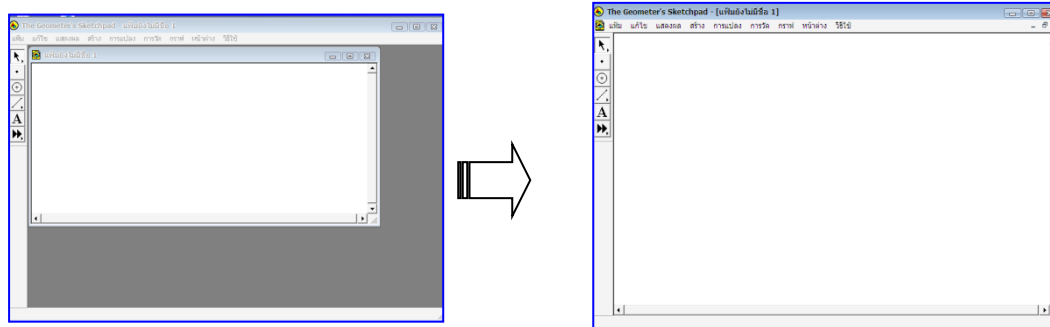 The Geometer's Sketchpad - แฟ้มยังไม่มีชื่อ 1
แฟ้ม แก้ไข แสดงผล สร้าง การแปลง การวัด กราฟ หน้าต่าง วิธีใช้
แฟ้มยังไม่มีชื่อ 1
A
The Geometer's Sketchpad - [แฟ้มยังไม่มีชื่อ 1]
แฟ้ม แก้ไข แสดงผล สร้าง การแปลง การวัด กราฟ หน้าต่าง วิธีใช้
A